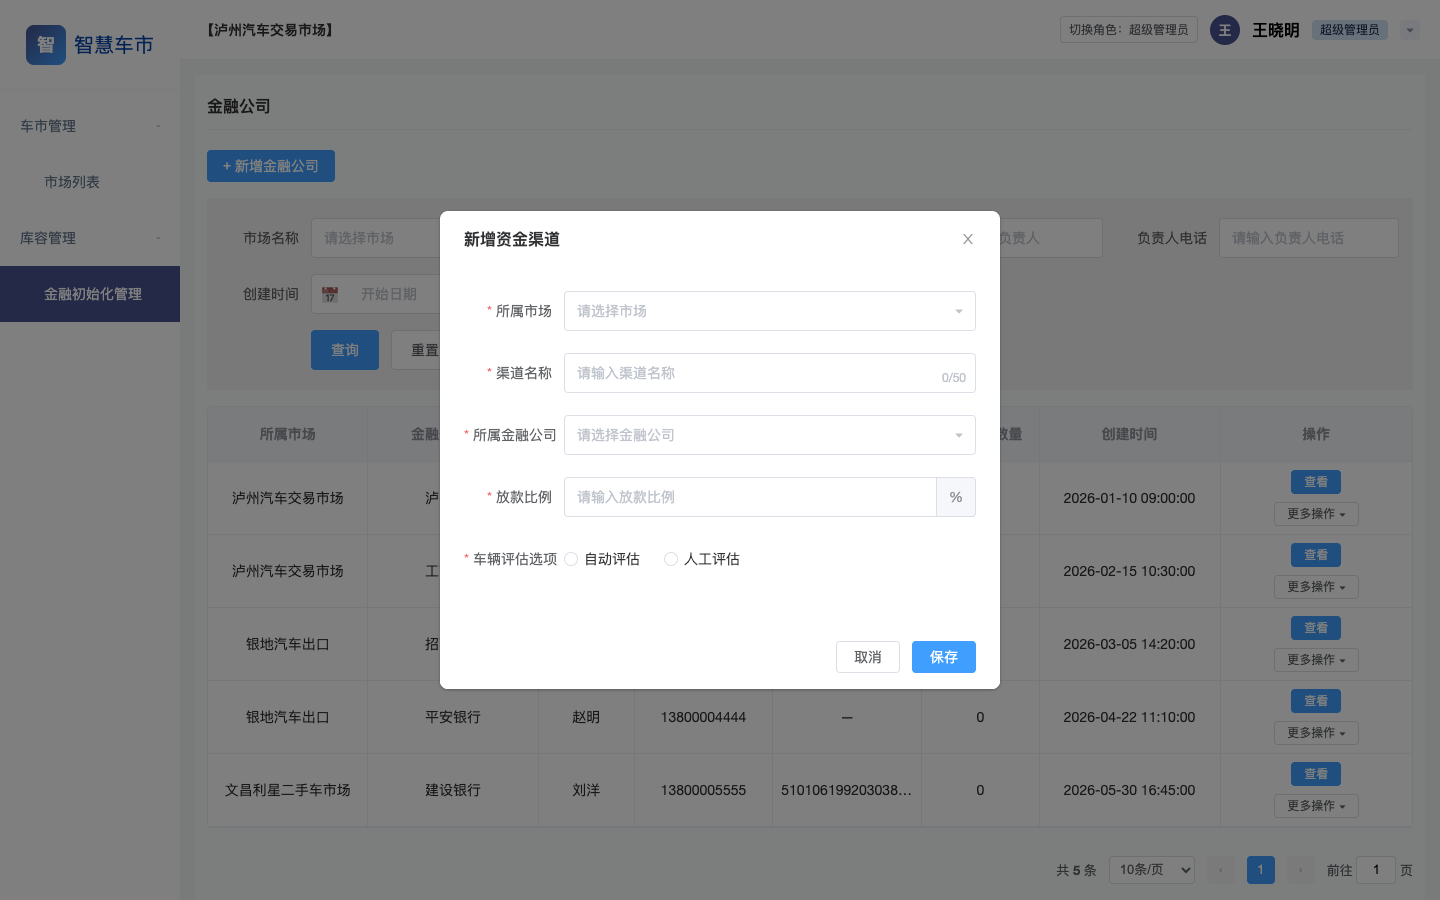 智 智慧车市
【泸州汽车交易市场】
切换角色：超级管理员
王 王晓明 超级管理员
车市管理
市场列表
库容管理
金融初始化管理
金融公司
+ 新增金融公司
市场名称 请选择市场
负责人
负责人电话 请输入负责人电话
创建时间 开始日期
查询 重置
新增资金渠道
* 所属市场 请选择市场
* 渠道名称 请输入渠道名称 0/50
* 所属金融公司 请选择金融公司
* 放款比例 请输入放款比例 %
* 车辆评估选项 自动评估 人工评估
取消 保存
所属市场 金融 数量 创建时间 操作
泸州汽车交易市场 泸 2026-01-10 09:00:00 查看
更多操作
泸州汽车交易市场 工 2026-02-15 10:30:00 查看
更多操作
银地汽车出口 招 2026-03-05 14:20:00 查看
更多操作
银地汽车出口 平安银行 赵明 13800004444 — 0 2026-04-22 11:10:00 查看
更多操作
文昌利星二手车市场 建设银行 刘洋 13800005555 510106199203038... 0 2026-05-30 16:45:00 查看
更多操作
共 5 条 10条/页 ‹ 1 › 前往 1 页